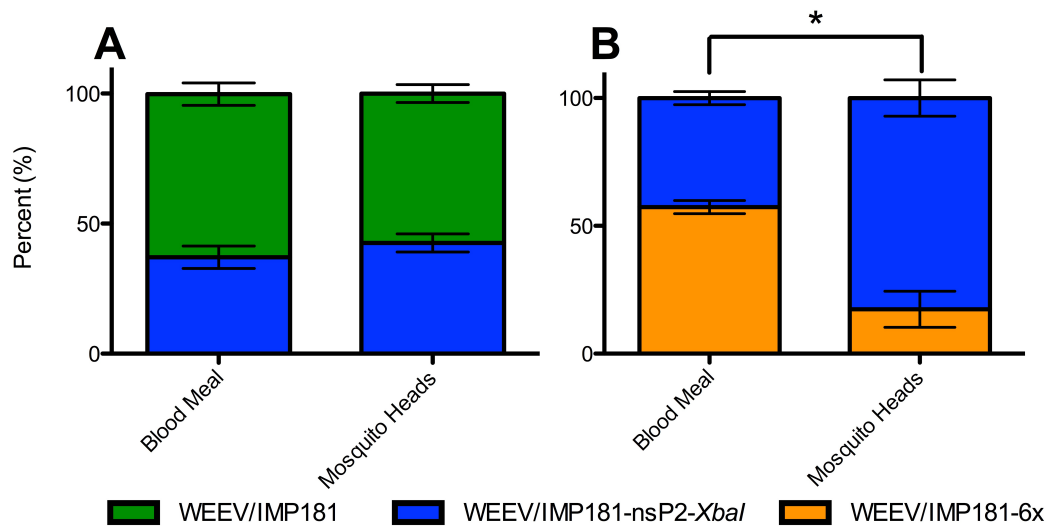 A
B
*
Percent (%)
100
50
0
100
50
0
Blood Meal
Mosquito Heads
Blood Meal
Mosquito Heads
WEEV/IMP181
WEEV/IMP181-nsP2-XbaI
WEEV/IMP181-6x